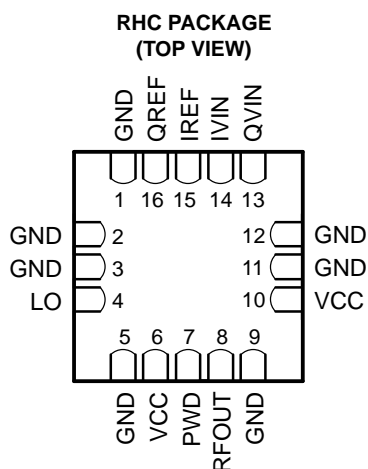 RHC PACKAGE
(TOP VIEW)
GND QREF IREF IVIN QVIN
1 16 15 14 13
GND 2 12 GND
GND 3 11 GND
LO 4 10 VCC
5 6 7 8 9
GND VCC PWD RFOUT GND